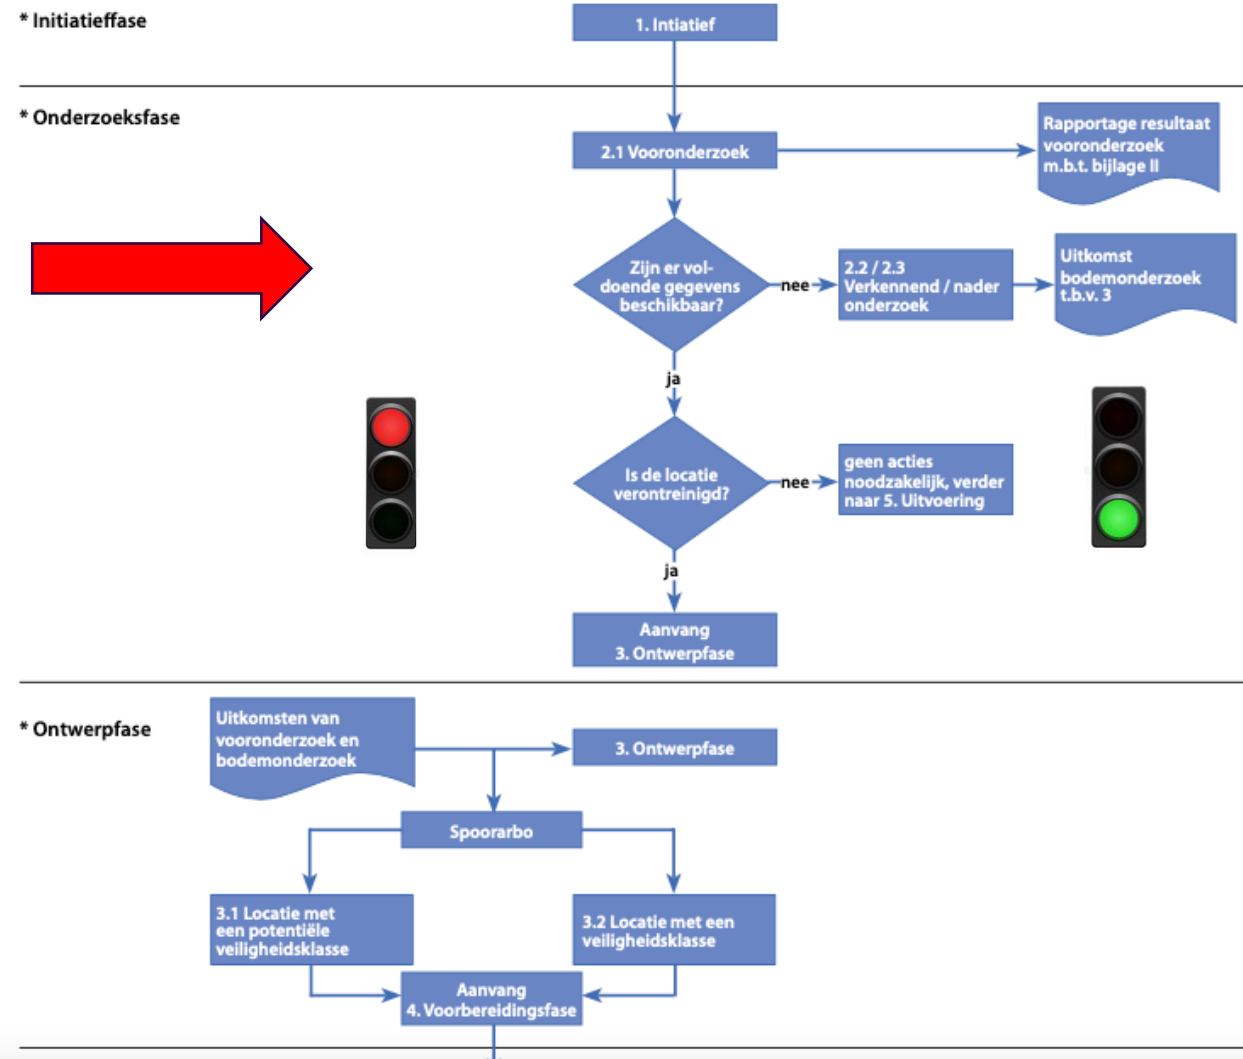 * Initiatieffase
1. Intiatief
* Onderzoeksfase
2.1 Vooronderzoek
Rapportage resultaat
vooronderzoek
m.b.t. bijlage II
Zijn er vol-
doende gegevens
beschikbaar?
nee
2.2 / 2.3
Verkennend / nader
onderzoek
Uitkomst
bodemonderzoek
t.b.v. 3
ja
Is de locatie
verontreinigd?
nee
geen acties
noodzakelijk, verder
naar 5. Uitvoering
ja
Aanvang
3. Ontwerpfase
* Ontwerpfase
Uitkomsten van
vooronderzoek en
bodemonderzoek
3. Ontwerpfase
Spoorarbo
3.1 Locatie met
een potentiële
veiligheidsklasse
3.2 Locatie met een
veiligheidsklasse
Aanvang
4. Voorbereidingsfase